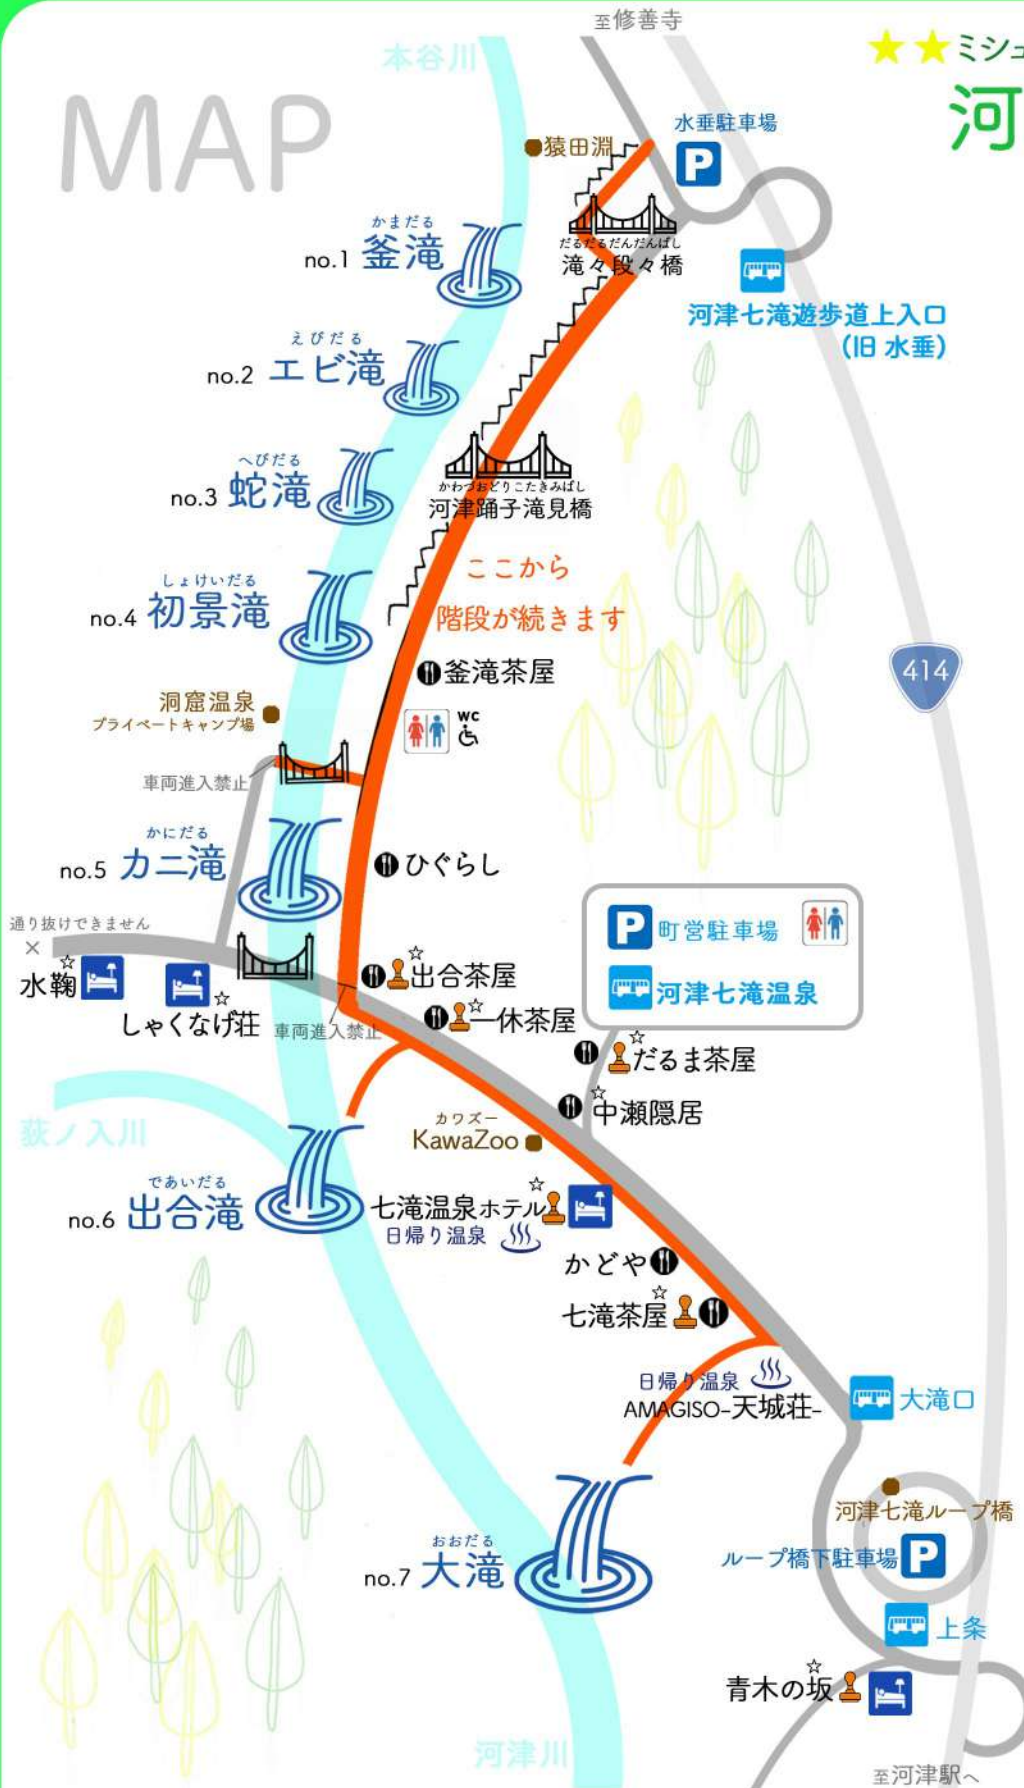 至修善寺
★★ミシュ
河
MAP
本谷川
水垂駐車場
P
猿田淵
かまだる
no.1 釜滝
だるだるだんだんばし
滝々段々橋
河津七滝遊歩道上入口
(旧 水垂)
えびだる
no.2 エビ滝
へびだる
no.3 蛇滝
かわづおどりこたきみばし
河津踊子滝見橋
ここから
階段が続きます
しょけいだる
no.4 初景滝
釜滝茶屋
414
洞窟温泉
プライベートキャンプ場
WC
車両進入禁止
かにだる
no.5 カニ滝
ひぐらし
P 町営駐車場
河津七滝温泉
通り抜けできません
×
☆
水鞠
☆
しゃくなげ荘
車両進入禁止
☆
出合茶屋
☆
一休茶屋
☆
だるま茶屋
☆
中瀬隠居
荻ノ入川
カワズー
KawaZoo
であいだる
no.6 出合滝
☆
七滝温泉ホテル
日帰り温泉
かどや
☆
七滝茶屋
日帰り温泉
AMAGISO-天城荘-
大滝口
河津七滝ループ橋
おおだる
no.7 大滝
ループ橋下駐車場 P
上条
☆
青木の坂
河津川
至河津駅へ